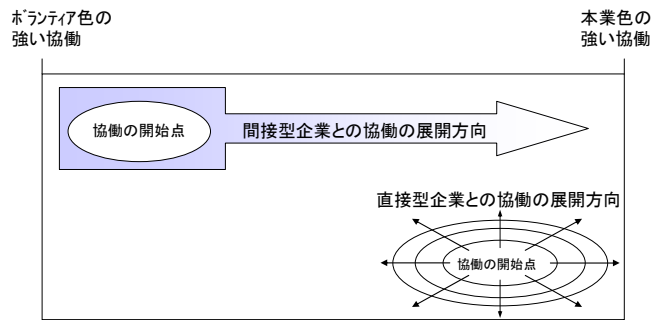 ボランティア色の
強い協働
本業色の
強い協働
協働の開始点
間接型企業との協働の展開方向
直接型企業との協働の展開方向
協働の開始点